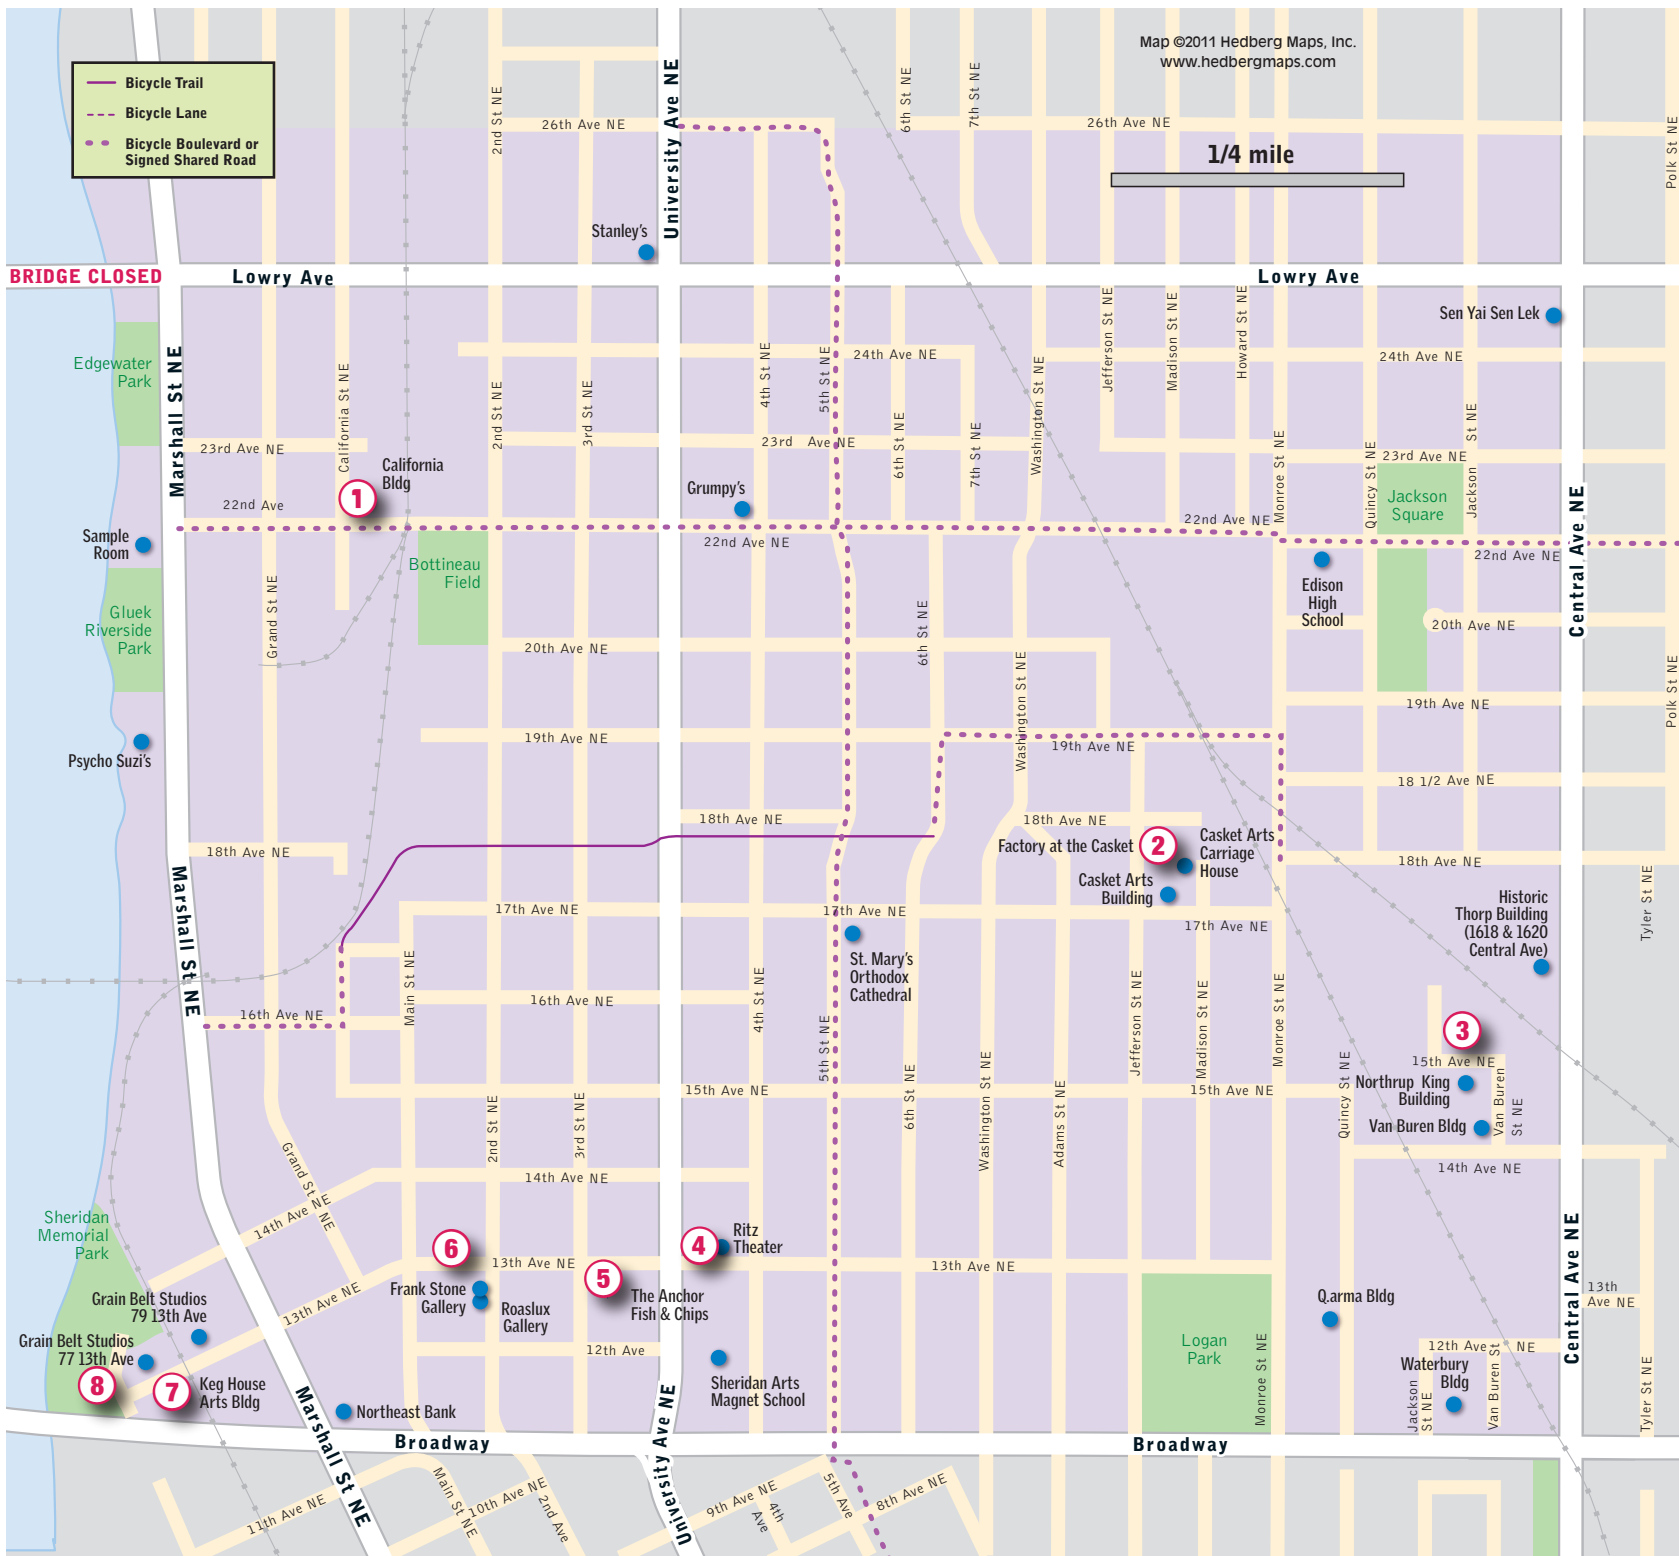 Map ©2011 Hedberg Maps, Inc.
www.hedbergmaps.com
Bicycle Trail
Bicycle Lane
Bicycle Boulevard or
Signed Shared Road
1/4 mile
2nd St NE
26th Ave NE
University Ave NE
6th St NE
7th St NE
26th Ave NE
Polk St NE
Stanley's
BRIDGE CLOSED
Lowry Ave
Lowry Ave
Sen Yai Sen Lek
Edgewater
Park
Marshall St NE
California St NE
2nd St NE
3rd St NE
4th St NE
5th St NE
24th Ave NE
6th St NE
7th St NE
Washington St NE
Jefferson St NE
Madison St NE
Howard St NE
Monroe St NE
24th Ave NE
Quincy St NE
Jackson St NE
23rd Ave NE
23rd Ave NE
23rd Ave NE
California
Bldg
1
Grumpy's
Jackson
Square
22nd Ave
22nd Ave NE
22nd Ave NE
22nd Ave NE
Central Ave NE
Sample
Room
Bottineau
Field
Edison
High
School
Gluek
Riverside
Park
Grand St NE
6th St NE
20th Ave NE
20th Ave NE
Washington St NE
Polk St NE
19th Ave NE
19th Ave NE
19th Ave NE
Psycho Suzi's
18 1/2 Ave NE
18th Ave NE
18th Ave NE
18th Ave NE
18th Ave NE
Factory at the Casket
2
Casket Arts
Carriage
House
Casket Arts
Building
Marshall St NE
17th Ave NE
17th Ave NE
17th Ave NE
Historic
Thorp Building
(1618 & 1620
Central Ave)
Tyler St NE
St. Mary's
Orthodox
Cathedral
Main St NE
4th St NE
5th St NE
16th Ave NE
16th Ave NE
Jefferson St NE
Madison St NE
Monroe St NE
3
15th Ave NE
15th Ave NE
15th Ave NE
Northrup King
Building
Van Buren
St NE
Van Buren Bldg
2nd St NE
3rd St NE
6th St NE
Washington St NE
Adams St NE
Quincy St NE
Grand St NE
14th Ave NE
14th Ave NE
14th Ave NE
Sheridan
Memorial
Park
6
4
Ritz
Theater
13th Ave NE
13th Ave NE
13th Ave NE
5
The Anchor
Fish & Chips
Frank Stone
Gallery
Roaslux
Gallery
Central Ave NE
13th
Ave NE
Q.arma Bldg
Grain Belt Studios
79 13th Ave
Grain Belt Studios
77 13th Ave
8
7
Keg House
Arts Bldg
12th Ave
12th Ave NE
Logan
Park
Monroe St NE
Waterbury
Bldg
Jackson
St NE
Van Buren St
Tyler St NE
Sheridan Arts
Magnet School
Northeast Bank
Marshall St NE
University Ave NE
Broadway
Broadway
11th Ave NE
Main St NE
10th Ave NE
2nd Ave
9th Ave NE
4th
Ave
5th Ave
8th Ave NE